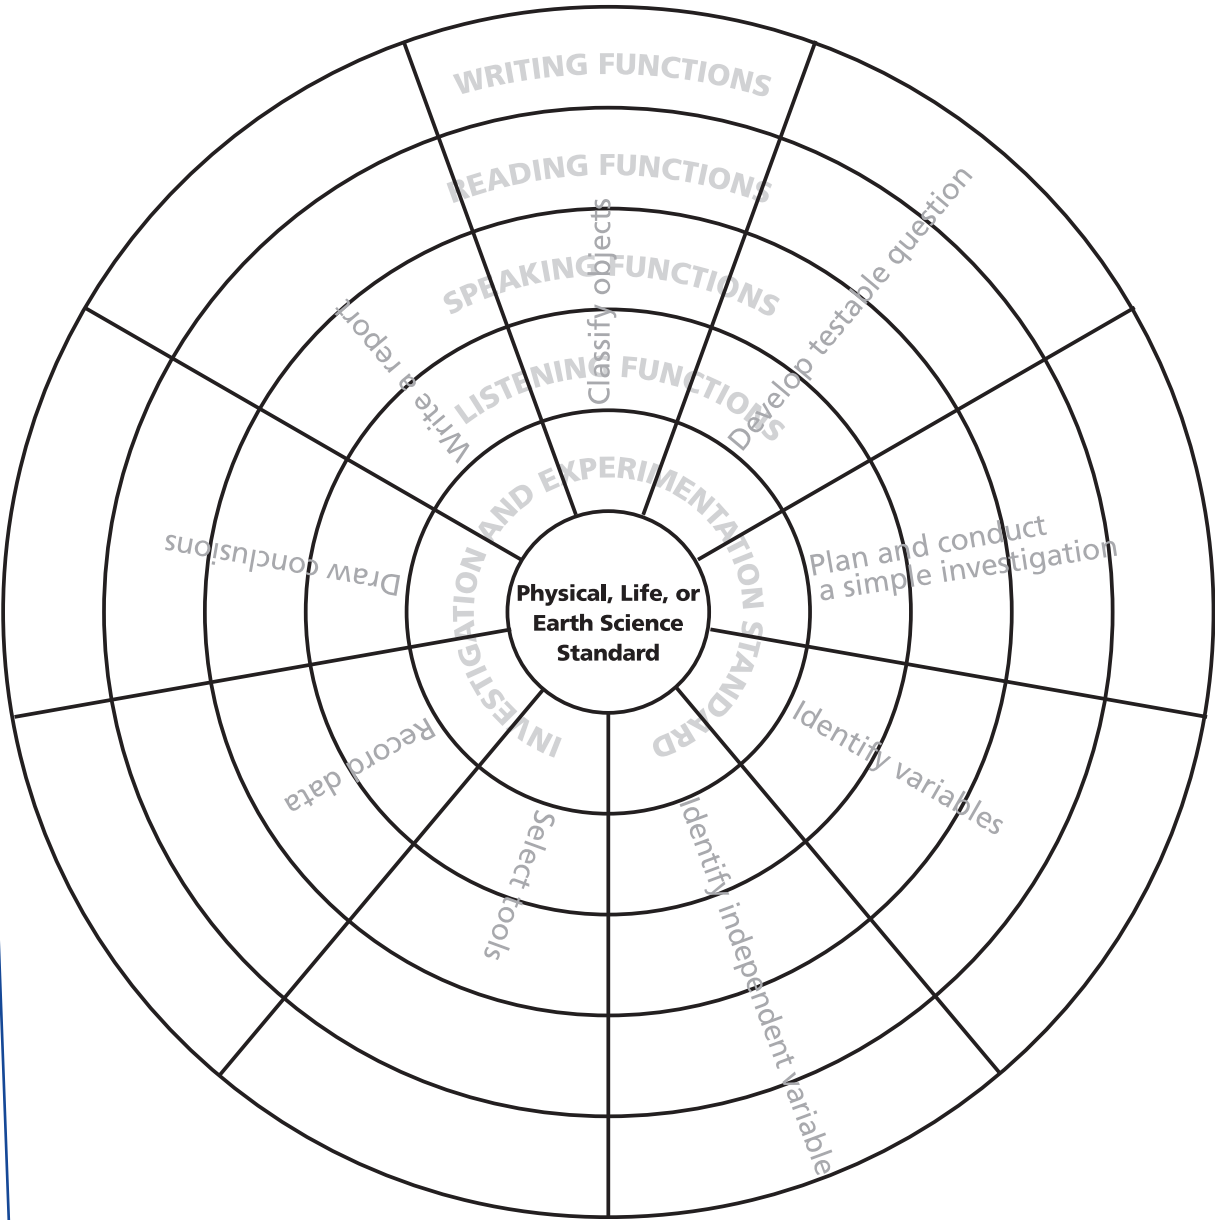 WRITING FUNCTIONS
READING FUNCTIONS
SPEAKING FUNCTIONS
LISTENING FUNCTIONS
INVESTIGATION AND EXPERIMENTATION STANDARD
Physical, Life, or
Earth Science
Standard
Classify objects
Develop testable question
Plan and conduct
a simple investigation
Identify variables
Identify independent variable
Select tools
Record data
Draw conclusions
Write a report